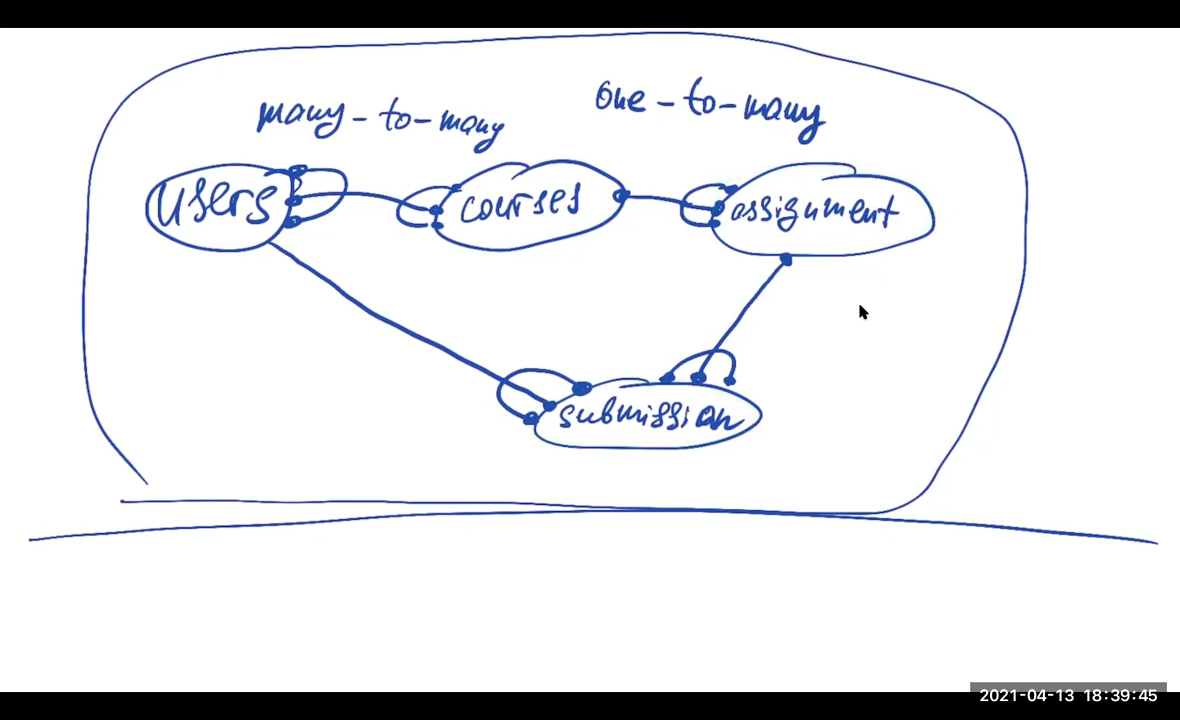 one-to-many
many-to-many
users
courses
assignment
submission
2021-04-13 18:39:45